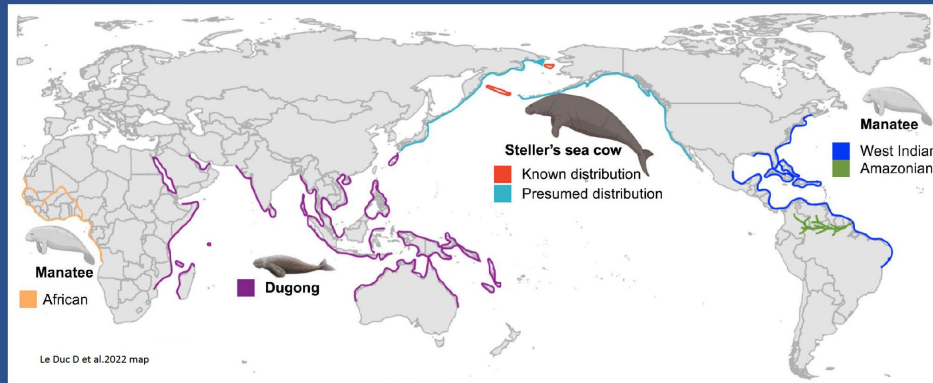 Steller's sea cow
Known distribution
Presumed distribution
Manatee
West Indian
Amazonian
Manatee
African
Dugong
Le Duc D et al.2022 map